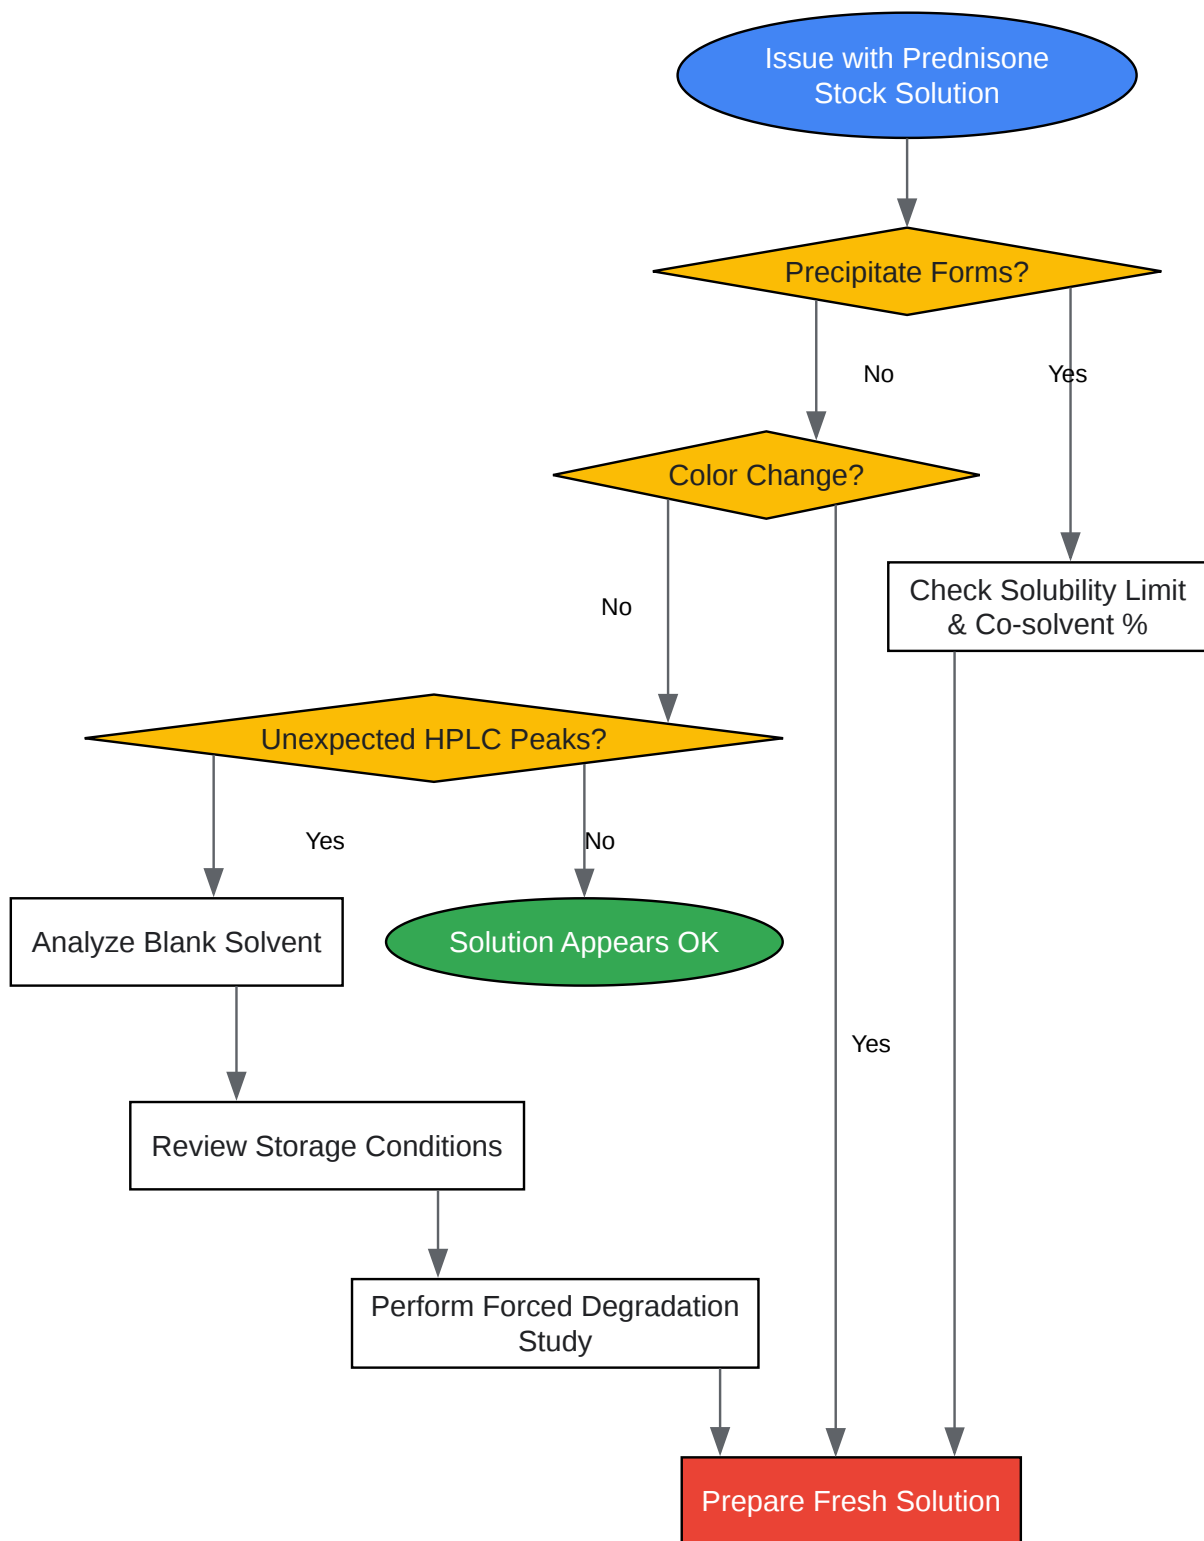 Issue with Prednisone
Stock Solution
Precipitate Forms?
No
Yes
Color Change?
Check Solubility Limit
& Co-solvent %
No
Unexpected HPLC Peaks?
Yes
No
Analyze Blank Solvent
Solution Appears OK
Yes
Review Storage Conditions
Perform Forced Degradation
Study
Prepare Fresh Solution